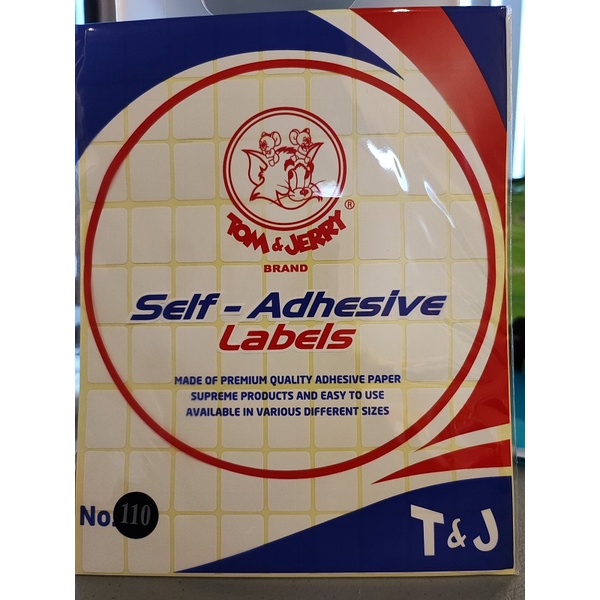 TOM & JERRY ®
BRAND
Self - Adhesive
Labels
MADE OF PREMIUM QUALITY ADHESIVE PAPER
SUPREME PRODUCTS AND EASY TO USE
AVAILABLE IN VARIOUS DIFFERENT SIZES
No. 110
T & J